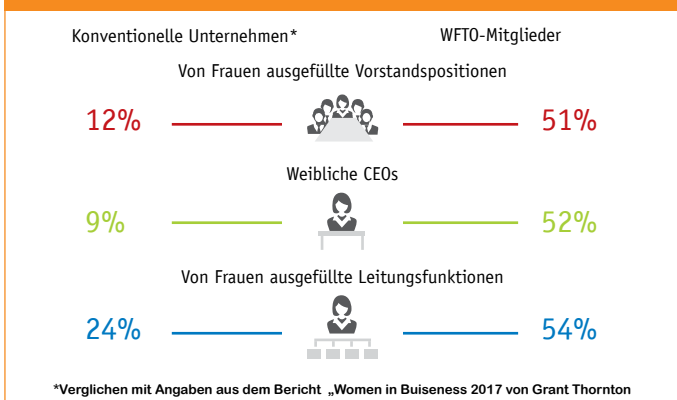 Konventionelle Unternehmen* WFTO-Mitglieder
Von Frauen ausgefüllte Vorstandspositionen
12% 51%
Weibliche CEOs
9% 52%
Von Frauen ausgefüllte Leitungsfunktionen
24% 54%
*Verglichen mit Angaben aus dem Bericht „Women in Buiseness 2017 von Grant Thornton